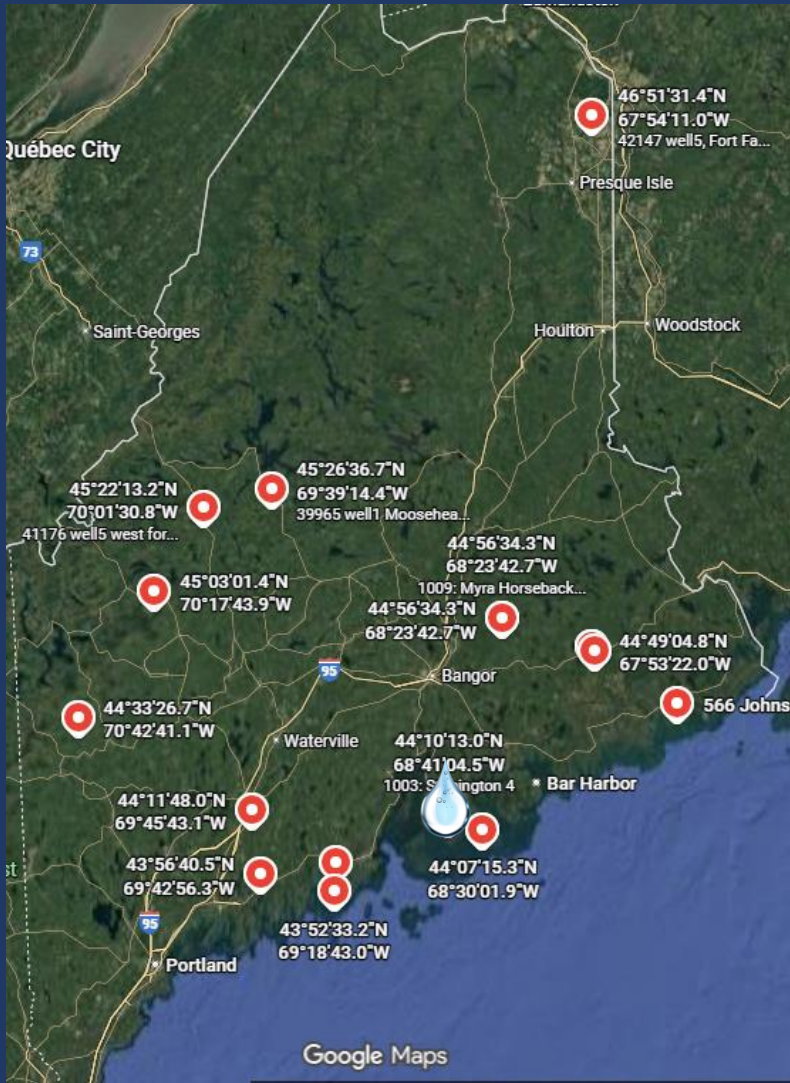 46°51'31.4"N
67°54'11.0"W
42147 well5, Fort Fa...
Québec City
Presque Isle
73
Saint-Georges
Houlton
Woodstock
45°26'36.7"N
69°39'14.4"W
39965 well1 Moosehea...
45°22'13.2"N
70°01'30.8"W
41176 well5 west for...
44°56'34.3"N
68°23'42.7"W
1009: Myra Horseback...
45°03'01.4"N
70°17'43.9"W
44°56'34.3"N
68°23'42.7"W
44°49'04.8"N
67°53'22.0"W
95
Bangor
566 Johns
44°33'26.7"N
70°42'41.1"W
Waterville
44°10'13.0"N
68°41'04.5"W
1003:
4
Bar Harbor
44°11'48.0"N
69°45'43.1"W
43°56'40.5"N
69°42'56.3"W
44°07'15.3"N
68°30'01.9"W
95
43°52'33.2"N
69°18'43.0"W
Portland
Google Maps